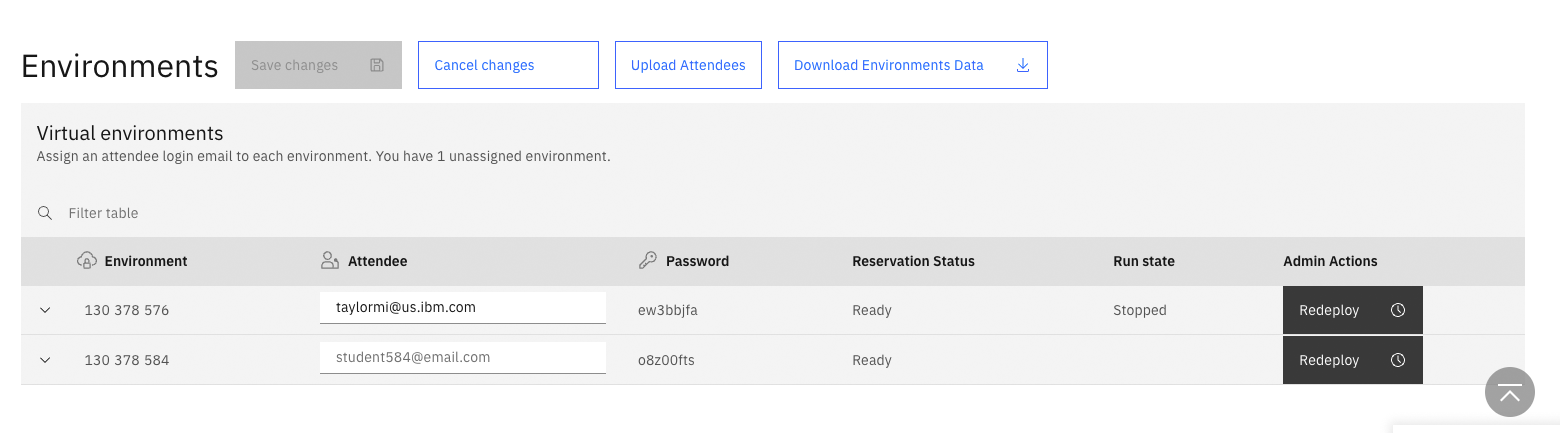 Environments
Save changes
Cancel changes
Upload Attendees
Download Environments Data
Virtual environments
Assign an attendee login email to each environment. You have 1 unassigned environment.
Filter table
Environment Attendee Password Reservation Status Run state Admin Actions
130 378 576 taylormi@us.ibm.com ew3bbjfa Ready Stopped Redeploy
130 378 584 student584@email.com o8z00fts Ready Redeploy